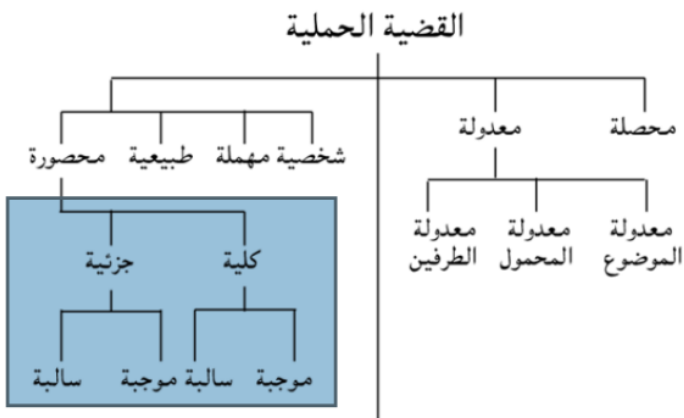 القضية الحملية
محصلة معدولة
شخصية مهملة طبيعية محصورة
معدولة الموضوع
معدولة المحمول
معدولة الطرفين
كلية جزئية
موجبة سالبة موجبة سالبة